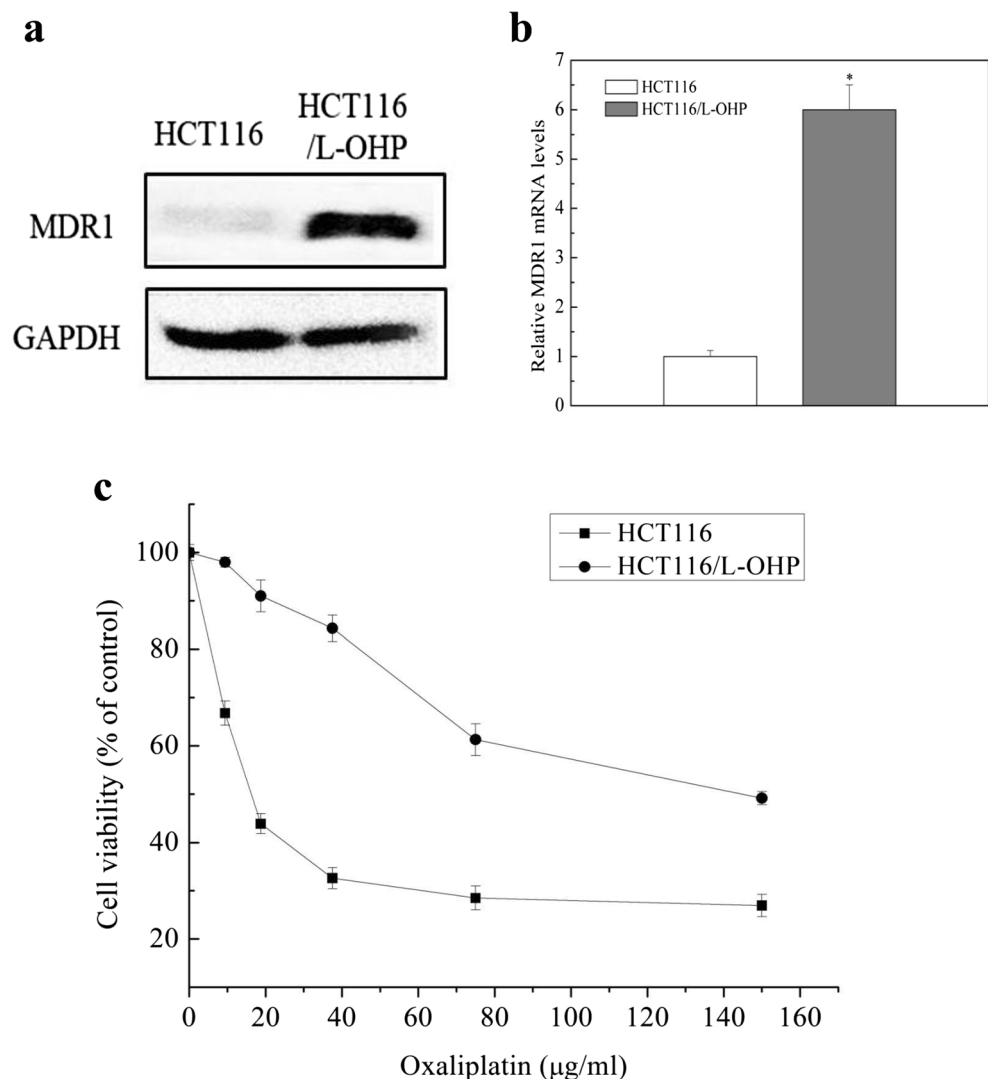 a
HCT116
HCT116
/L-OHP
MDR1
GAPDH
b
Relative MDR1 mRNA levels
7
6
5
4
3
2
1
0
HCT116
HCT116/L-OHP
*
c
Cell viability (% of control)
100
80
60
40
20
HCT116
HCT116/L-OHP
0
20
40
60
80
100
120
140
160
Oxaliplatin (μg/ml)